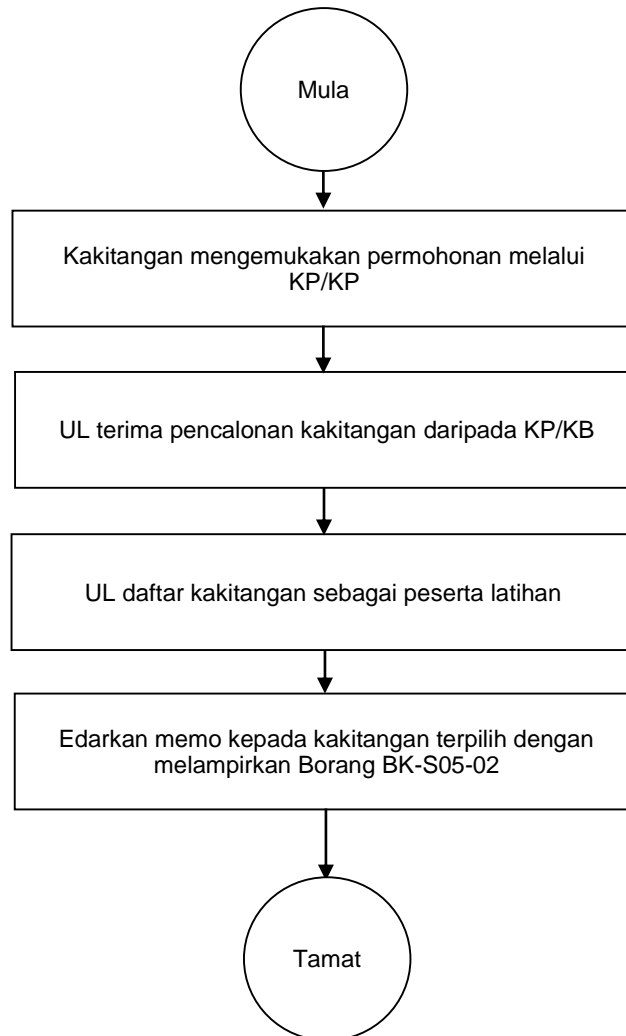 Mula
Kakitangan mengemukakan permohonan melalui
KP/KP
UL terima pencalonan kakitangan daripada KP/KB
UL daftar kakitangan sebagai peserta latihan
Edarkan memo kepada kakitangan terpilih dengan
melampirkan Borang BK-S05-02
Tamat